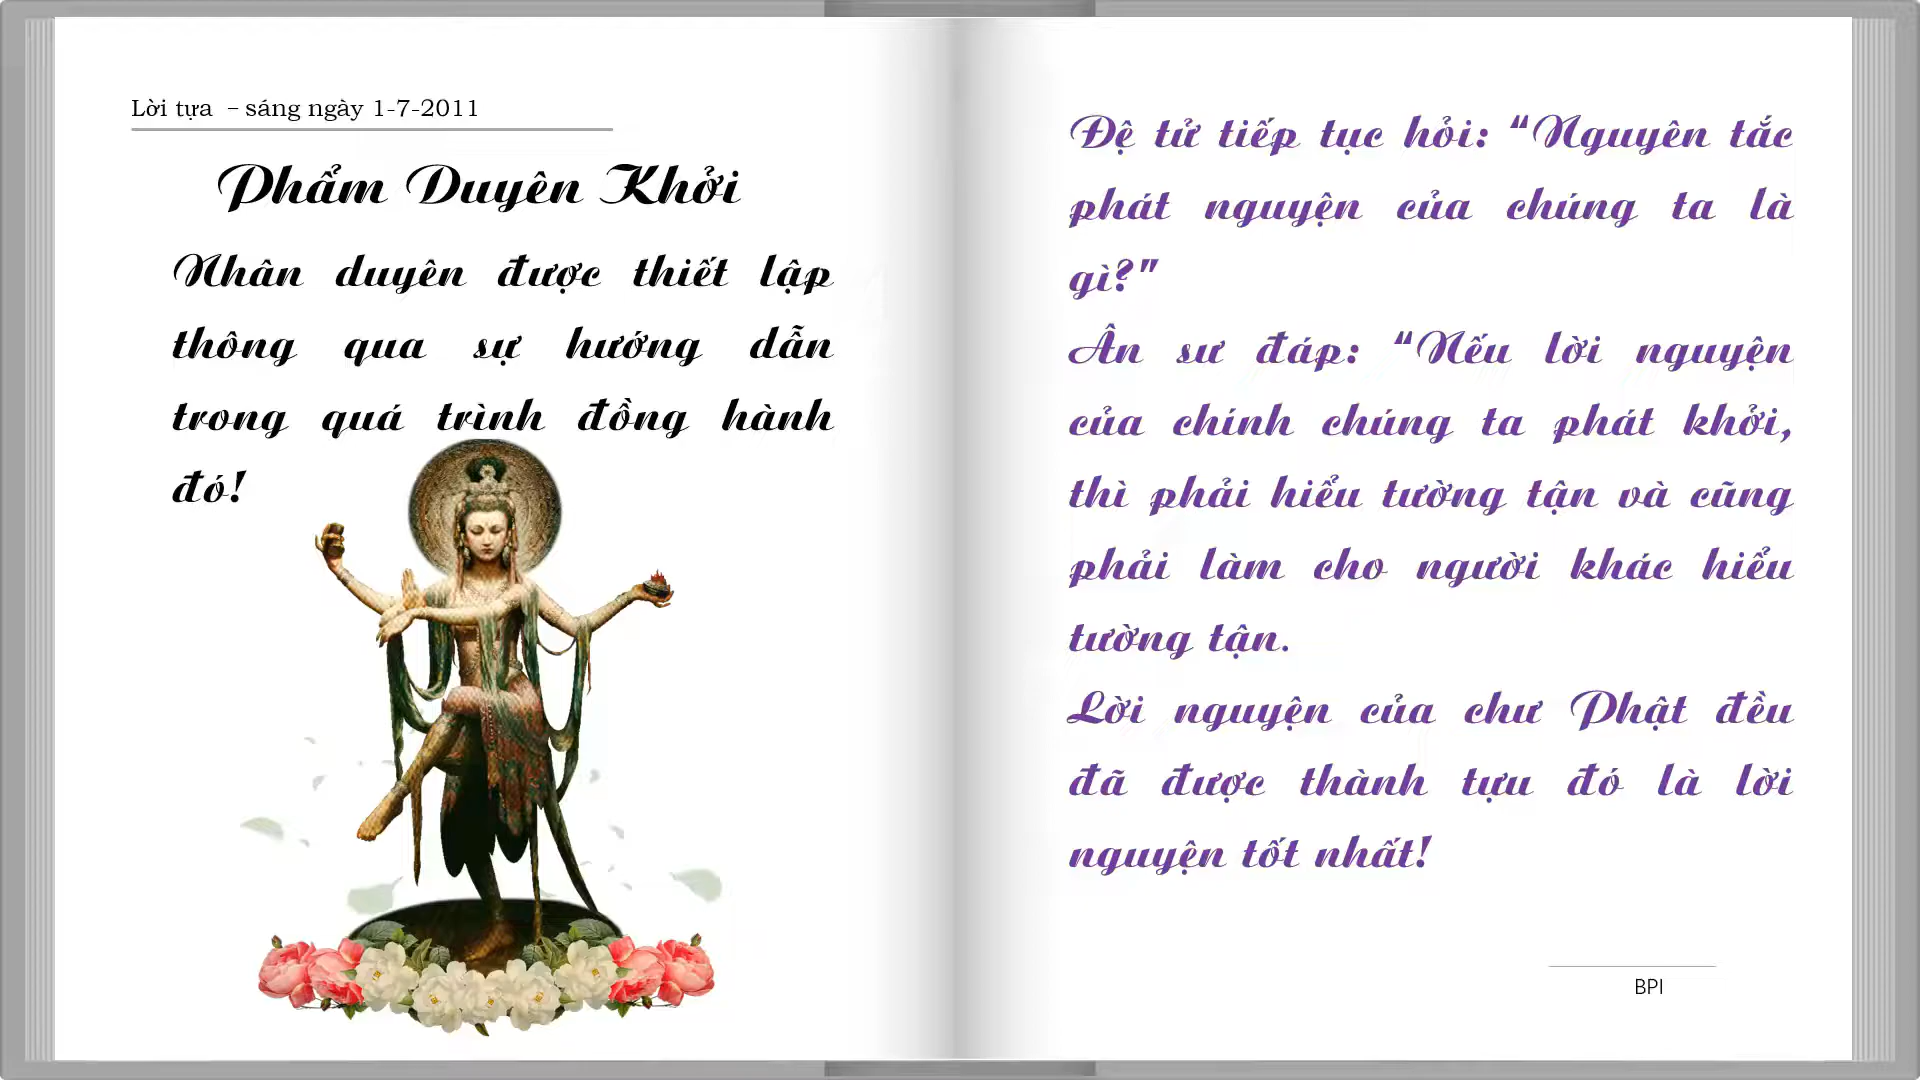 Lời tựa – sáng ngày 1-7-2011
Phẩm Duyên Khởi
Nhân duyên được thiết lập
thông qua sự hướng dẫn
trong quá trình đồng hành
đó!
Đệ tử tiếp tục hỏi: “Nguyên tắc
phát nguyện của chúng ta là
gì?"
Ân sư đáp: “Nếu lời nguyện
của chính chúng ta phát khởi,
thì phải hiểu tường tận và cũng
phải làm cho người khác hiểu
tường tận.
Lời nguyện của chư Phật đều
đã được thành tựu đó là lời
nguyện tốt nhất!
BPI